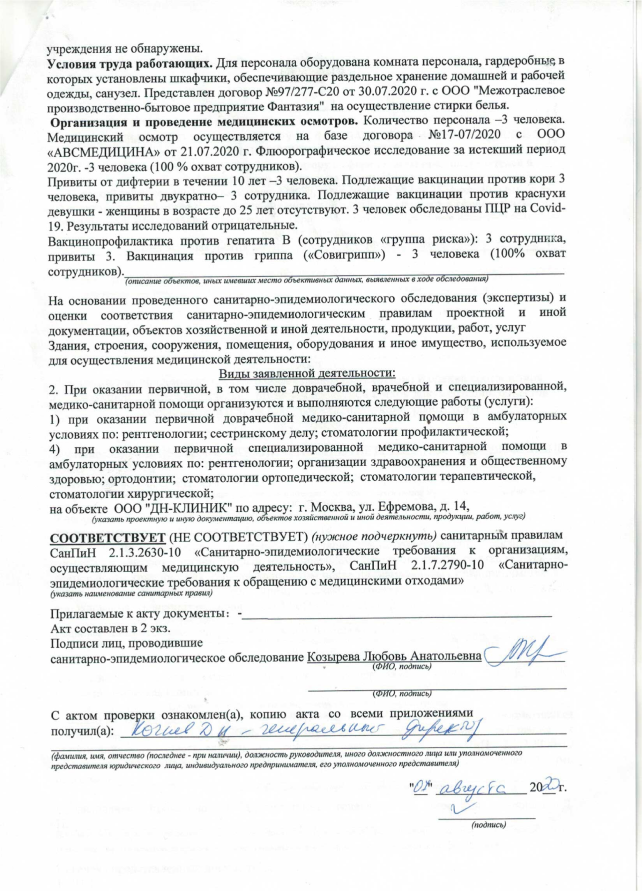 учреждения не обнаружены.
Условия труда работающих. Для персонала оборудована комната персонала, гардеробные, в
которых установлены шкафчики, обеспечивающие раздельное хранение домашней и рабочей
одежды, санузел. Представлен договор №97/277-С20 от 30.07.2020 г. с ООО "Межотраслевое
производственно-бытовое предприятие Фантазия" на осуществление стирки белья.
Организация и проведение медицинских осмотров. Количество персонала –3 человека.
Медицинский осмотр осуществляется на базе договора №17-07/2020 с ООО
«АВСМЕДИЦИНА» от 21.07.2020 г. Флюорографическое исследование за истекший период
2020г. -3 человека (100 % охват сотрудников).
Привиты от дифтерии в течении 10 лет –3 человека. Подлежащие вакцинации против кори 3
человека, привиты двукратно– 3 сотрудника. Подлежащие вакцинации против краснухи
девушки - женщины в возрасте до 25 лет отсутствуют. 3 человек обследованы ПЦР на Covid-
19. Результаты исследований отрицательные.
Вакцинопрофилактика против гепатита В (сотрудников «группа риска»): 3 сотрудника,
привиты 3. Вакцинация против гриппа («Совигрипп») - 3 человека (100% охват
сотрудников).
(описание объектов, иных имевших место объективных данных, выявленных в ходе обследования)
На основании проведенного санитарно-эпидемиологического обследования (экспертизы) и
оценки соответствия санитарно-эпидемиологическим правилам проектной и иной
документации, объектов хозяйственной и иной деятельности, продукции, работ, услуг
Здания, строения, сооружения, помещения, оборудования и иное имущество, используемое
для осуществления медицинской деятельности:
Виды заявленной деятельности:
2. При оказании первичной, в том числе доврачебной, врачебной и специализированной,
медико-санитарной помощи организуются и выполняются следующие работы (услуги):
1) при оказании первичной доврачебной медико-санитарной помощи в амбулаторных
условиях по: рентгенологии; сестринскому делу; стоматологии профилактической;
4) при оказании первичной специализированной медико-санитарной помощи в
амбулаторных условиях по: рентгенологии; организации здравоохранения и общественному
здоровью; ортодонтии; стоматологии ортопедической; стоматологии терапевтической,
стоматологии хирургической;
на объекте ООО "ДН-КЛИНИК" по адресу: г. Москва, ул. Ефремова, д. 14,
(указать проектную и иную документацию, объектов хозяйственной и иной деятельности, продукции, работ, услуг)
СООТВЕТСТВУЕТ (НЕ СООТВЕТСТВУЕТ) (нужное подчеркнуть) санитарным правилам
СанПиН 2.1.3.2630-10 «Санитарно-эпидемиологические требования к организациям,
осуществляющим медицинскую деятельность», СанПиН 2.1.7.2790-10 «Санитарно-
эпидемиологические требования к обращению с медицинскими отходами»
(указать наименование санитарных правил)
Прилагаемые к акту документы: -
Акт составлен в 2 экз.
Подписи лиц, проводившие
санитарно-эпидемиологическое обследование Козырева Любовь Анатольевна
(ФИО, подпись)
(ФИО, подпись)
С актом проверки ознакомлен(а), копию акта со всеми приложениями
получил(а): ДН - генеральный директор
(фамилия, имя, отчество (последнее - при наличии), должность руководителя, иного должностного лица или уполномоченного
представителя юридического лица, индивидуального предпринимателя, его уполномоченного представителя)
августа 2020г.
(подпись)